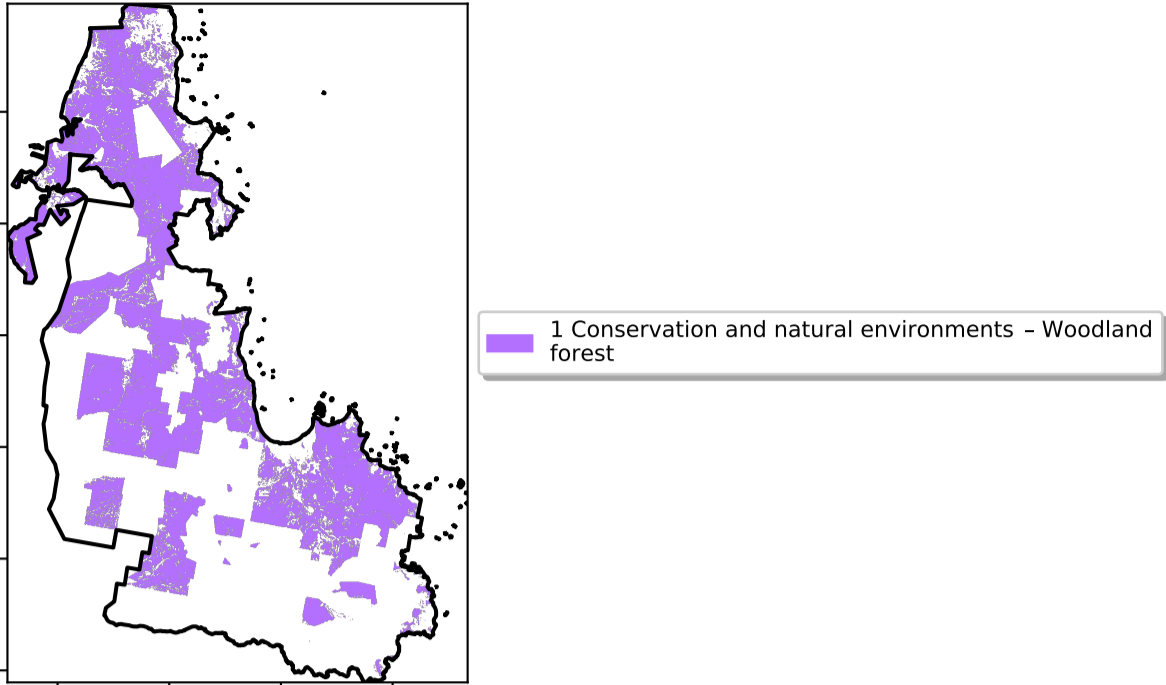 1 Conservation and natural environments – Woodland
forest